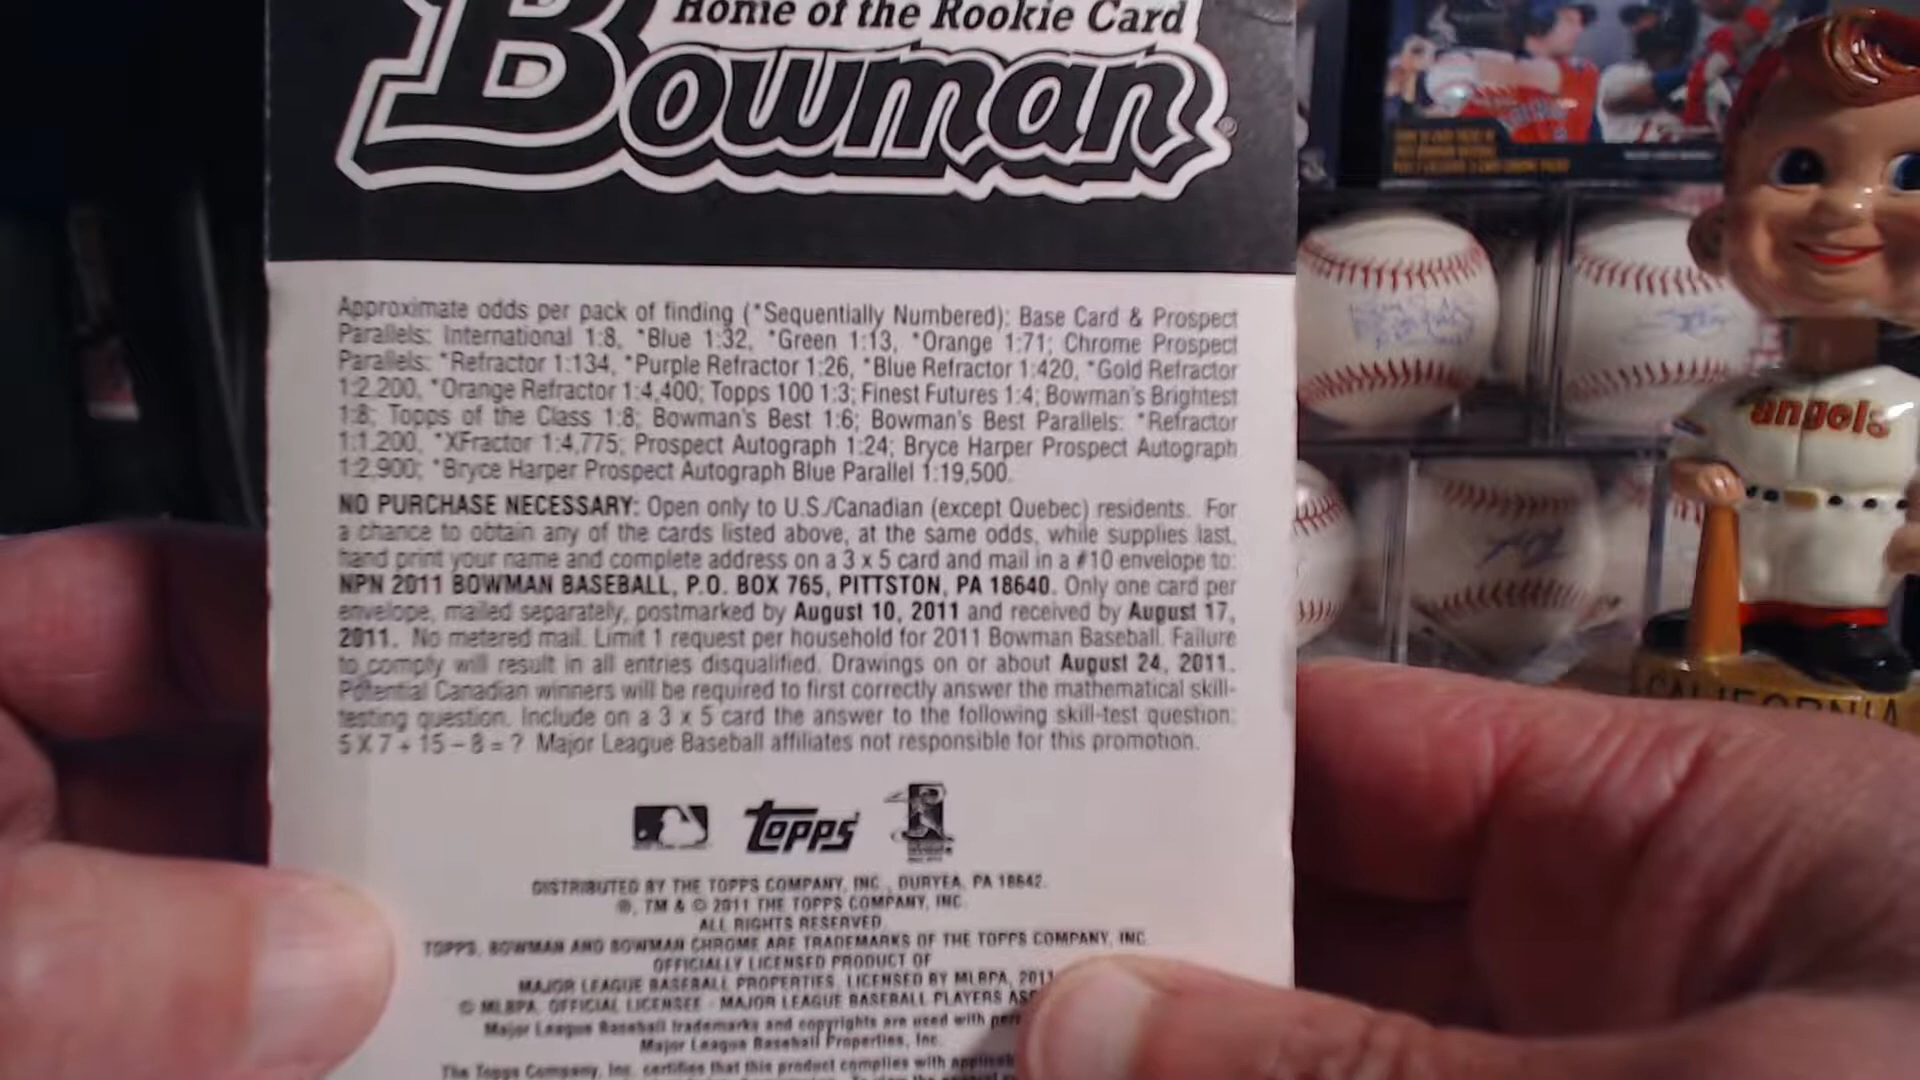 Home of the Rookie Card
Bowman®
Approximate odds per pack of finding (*Sequentially Numbered): Base Card & Prospect
Parallels: International 1:8, *Blue 1:32, *Green 1:13, *Orange 1:71; Chrome Prospect
Parallels: *Refractor 1:134, *Purple Refractor 1:26, *Blue Refractor 1:420, *Gold Refractor
1:2,200, *Orange Refractor 1:4,400; Topps 100 1:3; Finest Futures 1:4; Bowman's Brightest
1:8; Topps of the Class 1:8; Bowman's Best 1:6; Bowman's Best Parallels: *Refractor
1:1,200, *XFractor 1:4,775; Prospect Autograph 1:24; Bryce Harper Prospect Autograph
1:2,900; *Bryce Harper Prospect Autograph Blue Parallel 1:19,500.
NO PURCHASE NECESSARY: Open only to U.S./Canadian (except Quebec) residents. For
a chance to obtain any of the cards listed above, at the same odds, while supplies last,
hand print your name and complete address on a 3 x 5 card and mail in a #10 envelope to:
NPN 2011 BOWMAN BASEBALL, P.O. BOX 765, PITTSTON, PA 18640. Only one card per
envelope, mailed separately, postmarked by August 10, 2011 and received by August 17,
2011. No metered mail. Limit 1 request per household for 2011 Bowman Baseball. Failure
to comply will result in all entries disqualified. Drawings on or about August 24, 2011.
Potential Canadian winners will be required to first correctly answer the mathematical skill-
testing question. Include on a 3 x 5 card the answer to the following skill-test question:
5 X 7 + 15 – 8 = ? Major League Baseball affiliates not responsible for this promotion.
topps
DISTRIBUTED BY THE TOPPS COMPANY, INC., DURYEA, PA 18642.
®, TM & © 2011 THE TOPPS COMPANY, INC.
ALL RIGHTS RESERVED.
TOPPS, BOWMAN AND BOWMAN CHROME ARE TRADEMARKS OF THE TOPPS COMPANY, INC.
OFFICIALLY LICENSED PRODUCT OF
MAJOR LEAGUE BASEBALL PROPERTIES. LICENSED BY MLBPA, 2011
© MLBPA. OFFICIAL LICENSEE - MAJOR LEAGUE BASEBALL PLAYERS
Major League Baseball trademarks and copyrights are used with
Major League Baseball Properties, Inc.
The Topps Company, Inc. certifies that this product complies with
angels
CALIFORNIA